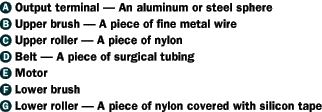 A Output terminal — An aluminum or steel sphere
B Upper brush — A piece of fine metal wire
C Upper roller — A piece of nylon
D Belt — A piece of surgical tubing
E Motor
F Lower brush
G Lower roller — A piece of nylon covered with silicon tape